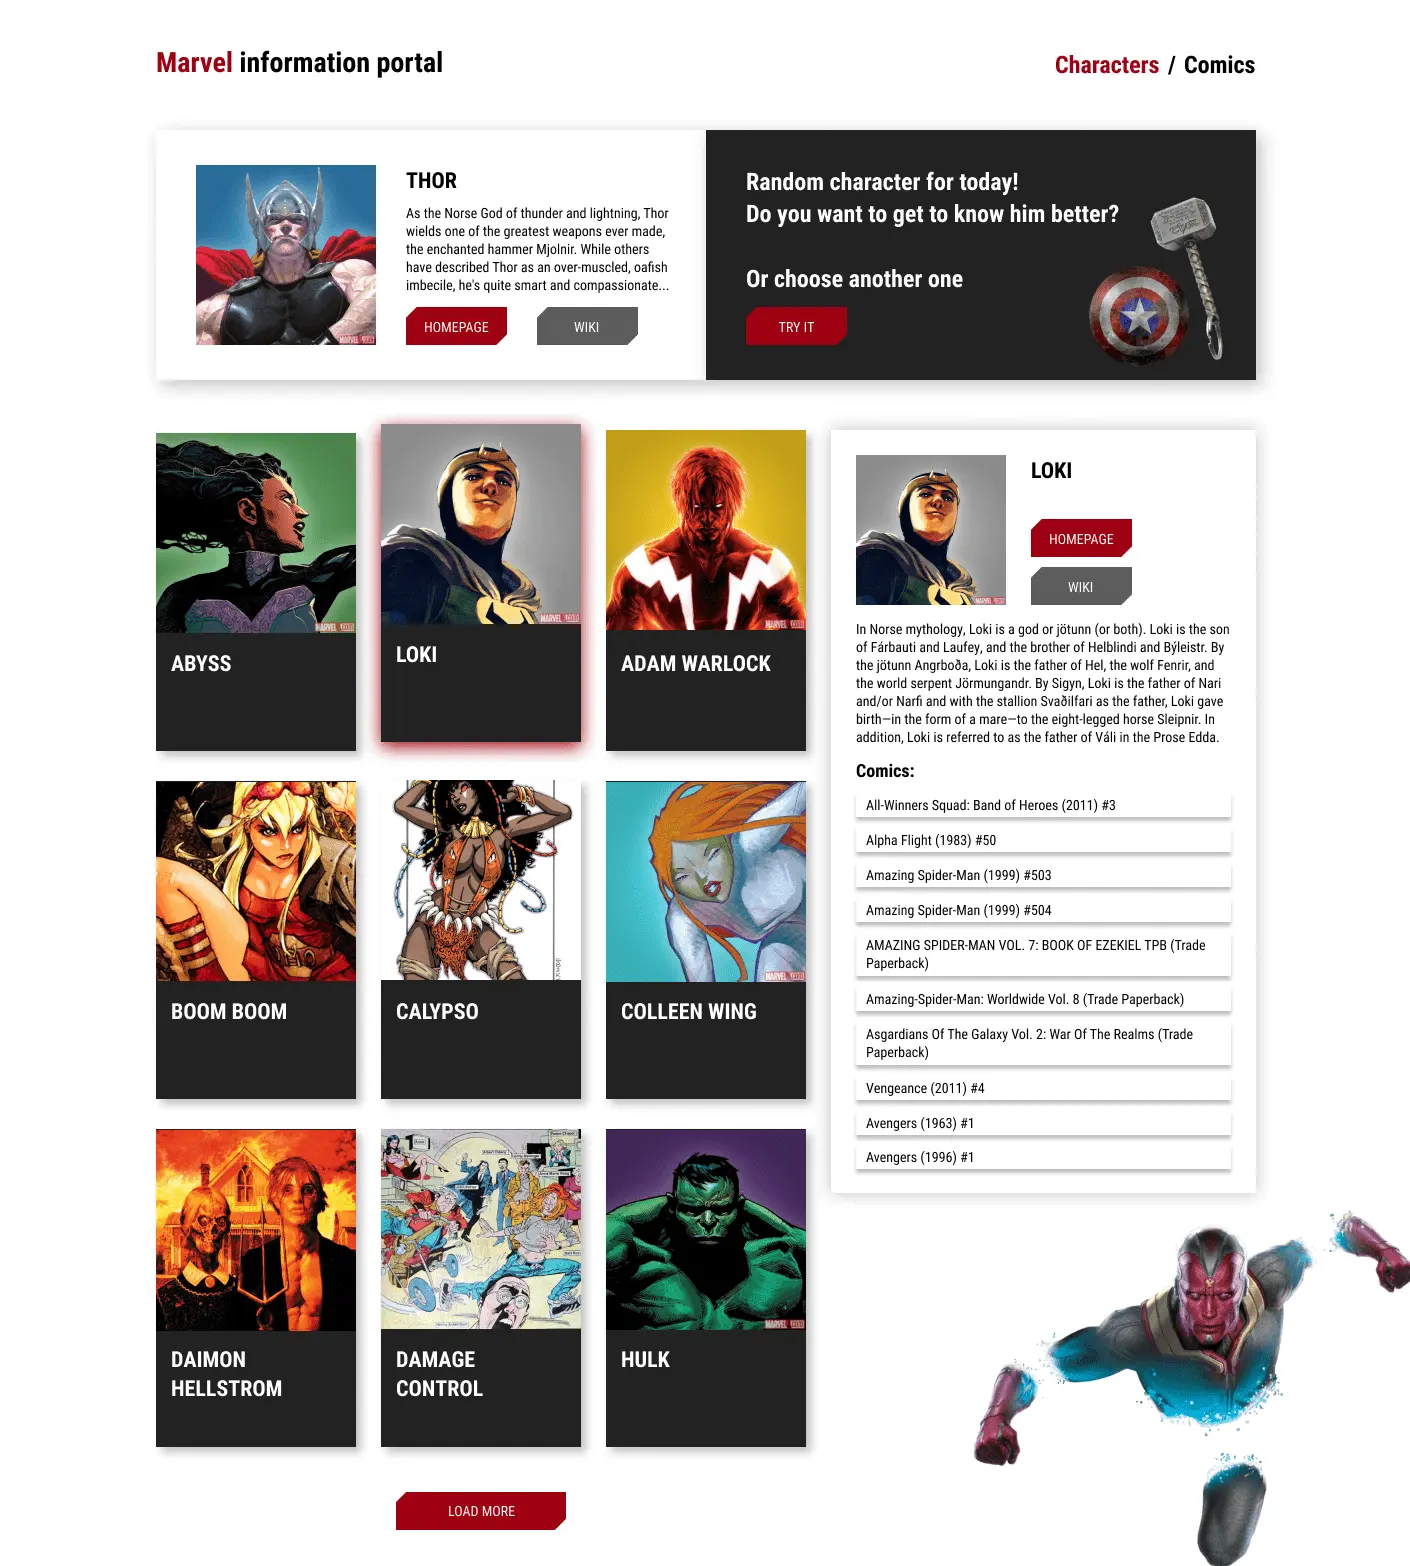 Marvel information portal
Characters / Comics
THOR
As the Norse God of thunder and lightning, Thor
wields one of the greatest weapons ever made,
the enchanted hammer Mjolnir. While others
have described Thor as an over-muscled, oafish
imbecile, he's quite smart and compassionate...
HOMEPAGE
WIKI
Random character for today!
Do you want to get to know him better?
Or choose another one
TRY IT
ABYSS
LOKI
ADAM WARLOCK
BOOM BOOM
CALYPSO
COLLEEN WING
DAIMON
HELLSTROM
DAMAGE
CONTROL
HULK
LOAD MORE
LOKI
HOMEPAGE
WIKI
In Norse mythology, Loki is a god or jötunn (or both). Loki is the son
of Fárbauti and Laufey, and the brother of Helblindi and Býleistr. By
the jötunn Angrboða, Loki is the father of Hel, the wolf Fenrir, and
the world serpent Jörmungandr. By Sigyn, Loki is the father of Nari
and/or Narfi and with the stallion Svaðilfari as the father, Loki gave
birth—in the form of a mare—to the eight-legged horse Sleipnir. In
addition, Loki is referred to as the father of Váli in the Prose Edda.
Comics:
All-Winners Squad: Band of Heroes (2011) #3
Alpha Flight (1983) #50
Amazing Spider-Man (1999) #503
Amazing Spider-Man (1999) #504
AMAZING SPIDER-MAN VOL. 7: BOOK OF EZEKIEL TPB (Trade
Paperback)
Amazing-Spider-Man: Worldwide Vol. 8 (Trade Paperback)
Asgardians Of The Galaxy Vol. 2: War Of The Realms (Trade
Paperback)
Vengeance (2011) #4
Avengers (1963) #1
Avengers (1996) #1